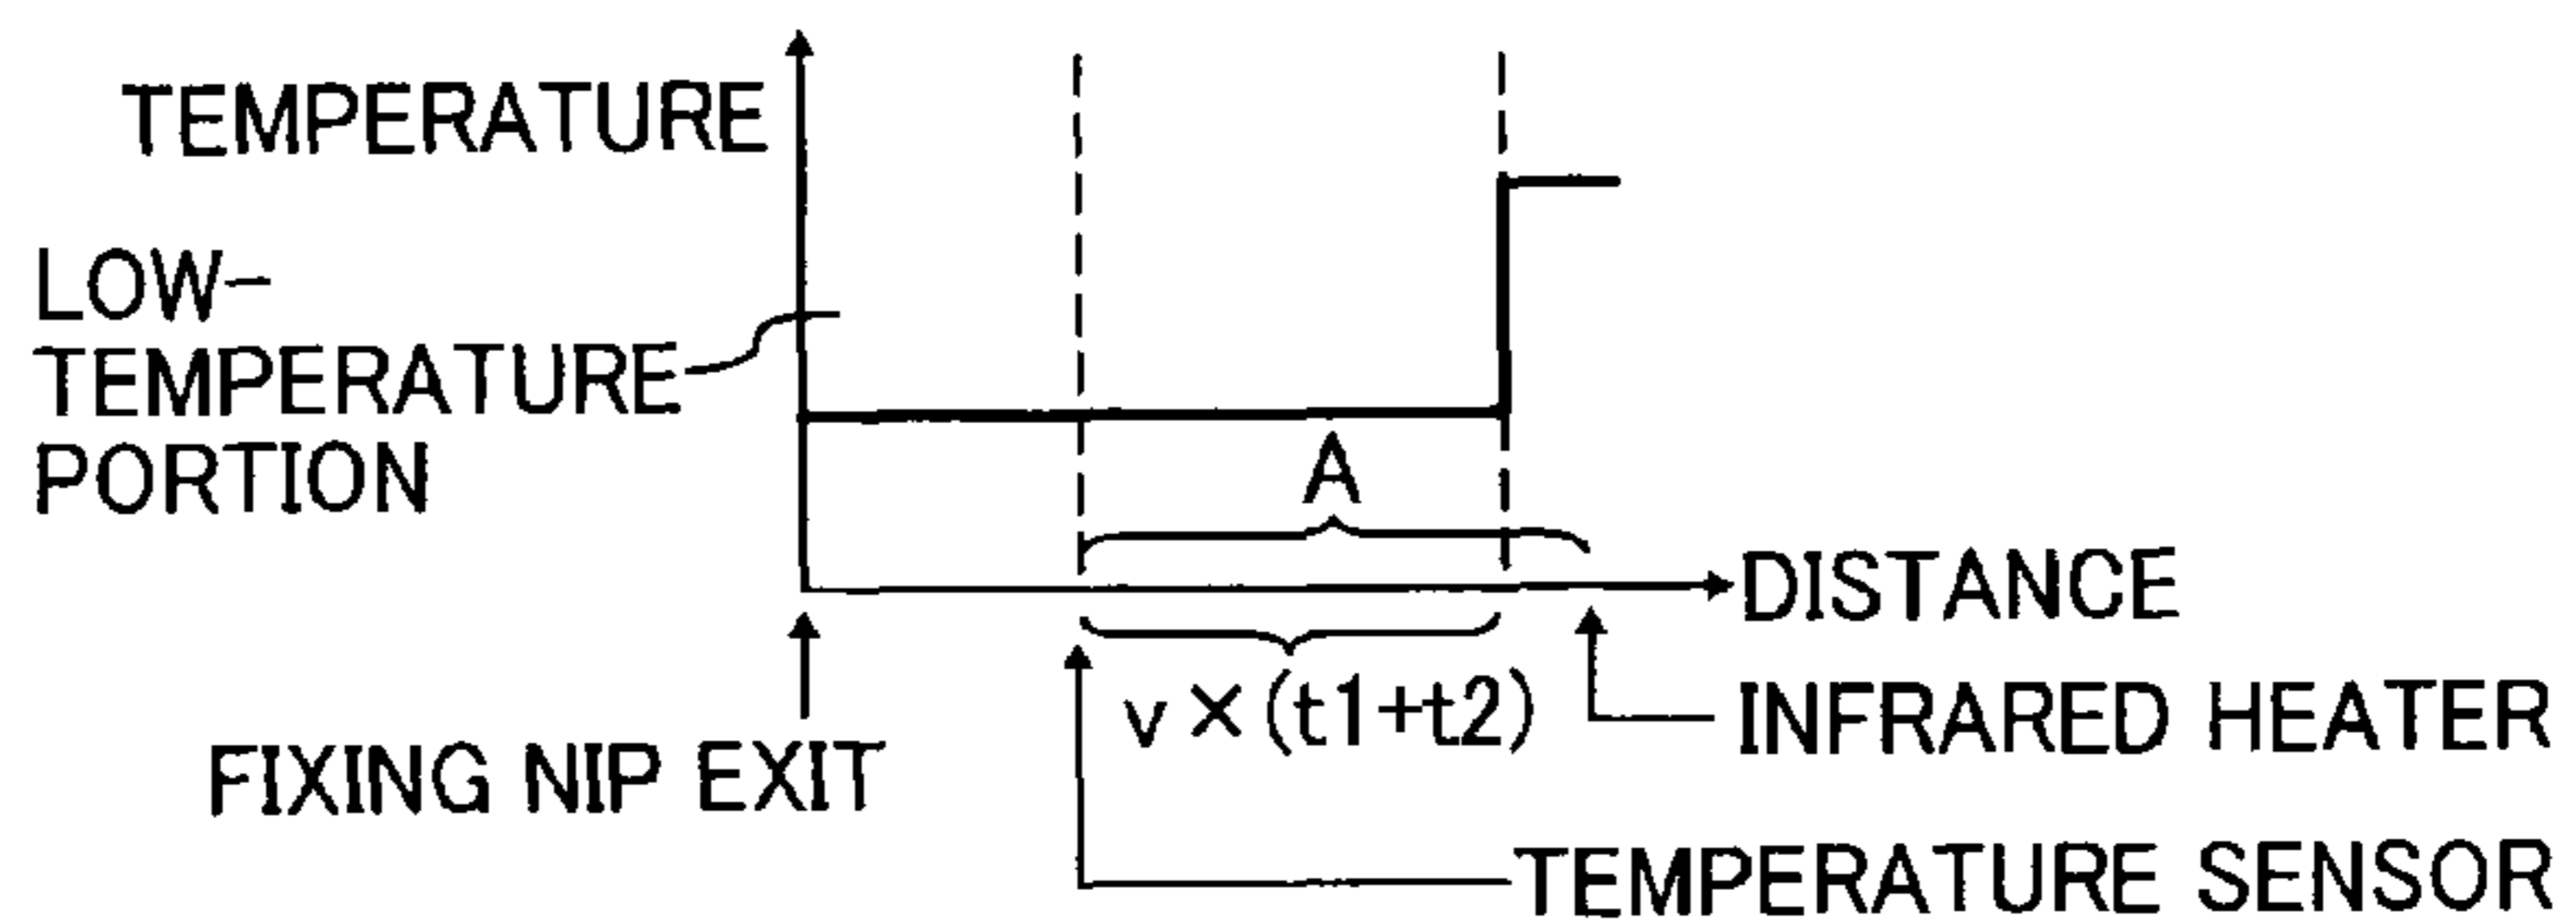 TEMPERATURE
LOW-
TEMPERATURE
PORTION
A
DISTANCE
v×(t1+t2)
INFRARED HEATER
FIXING NIP EXIT
TEMPERATURE SENSOR